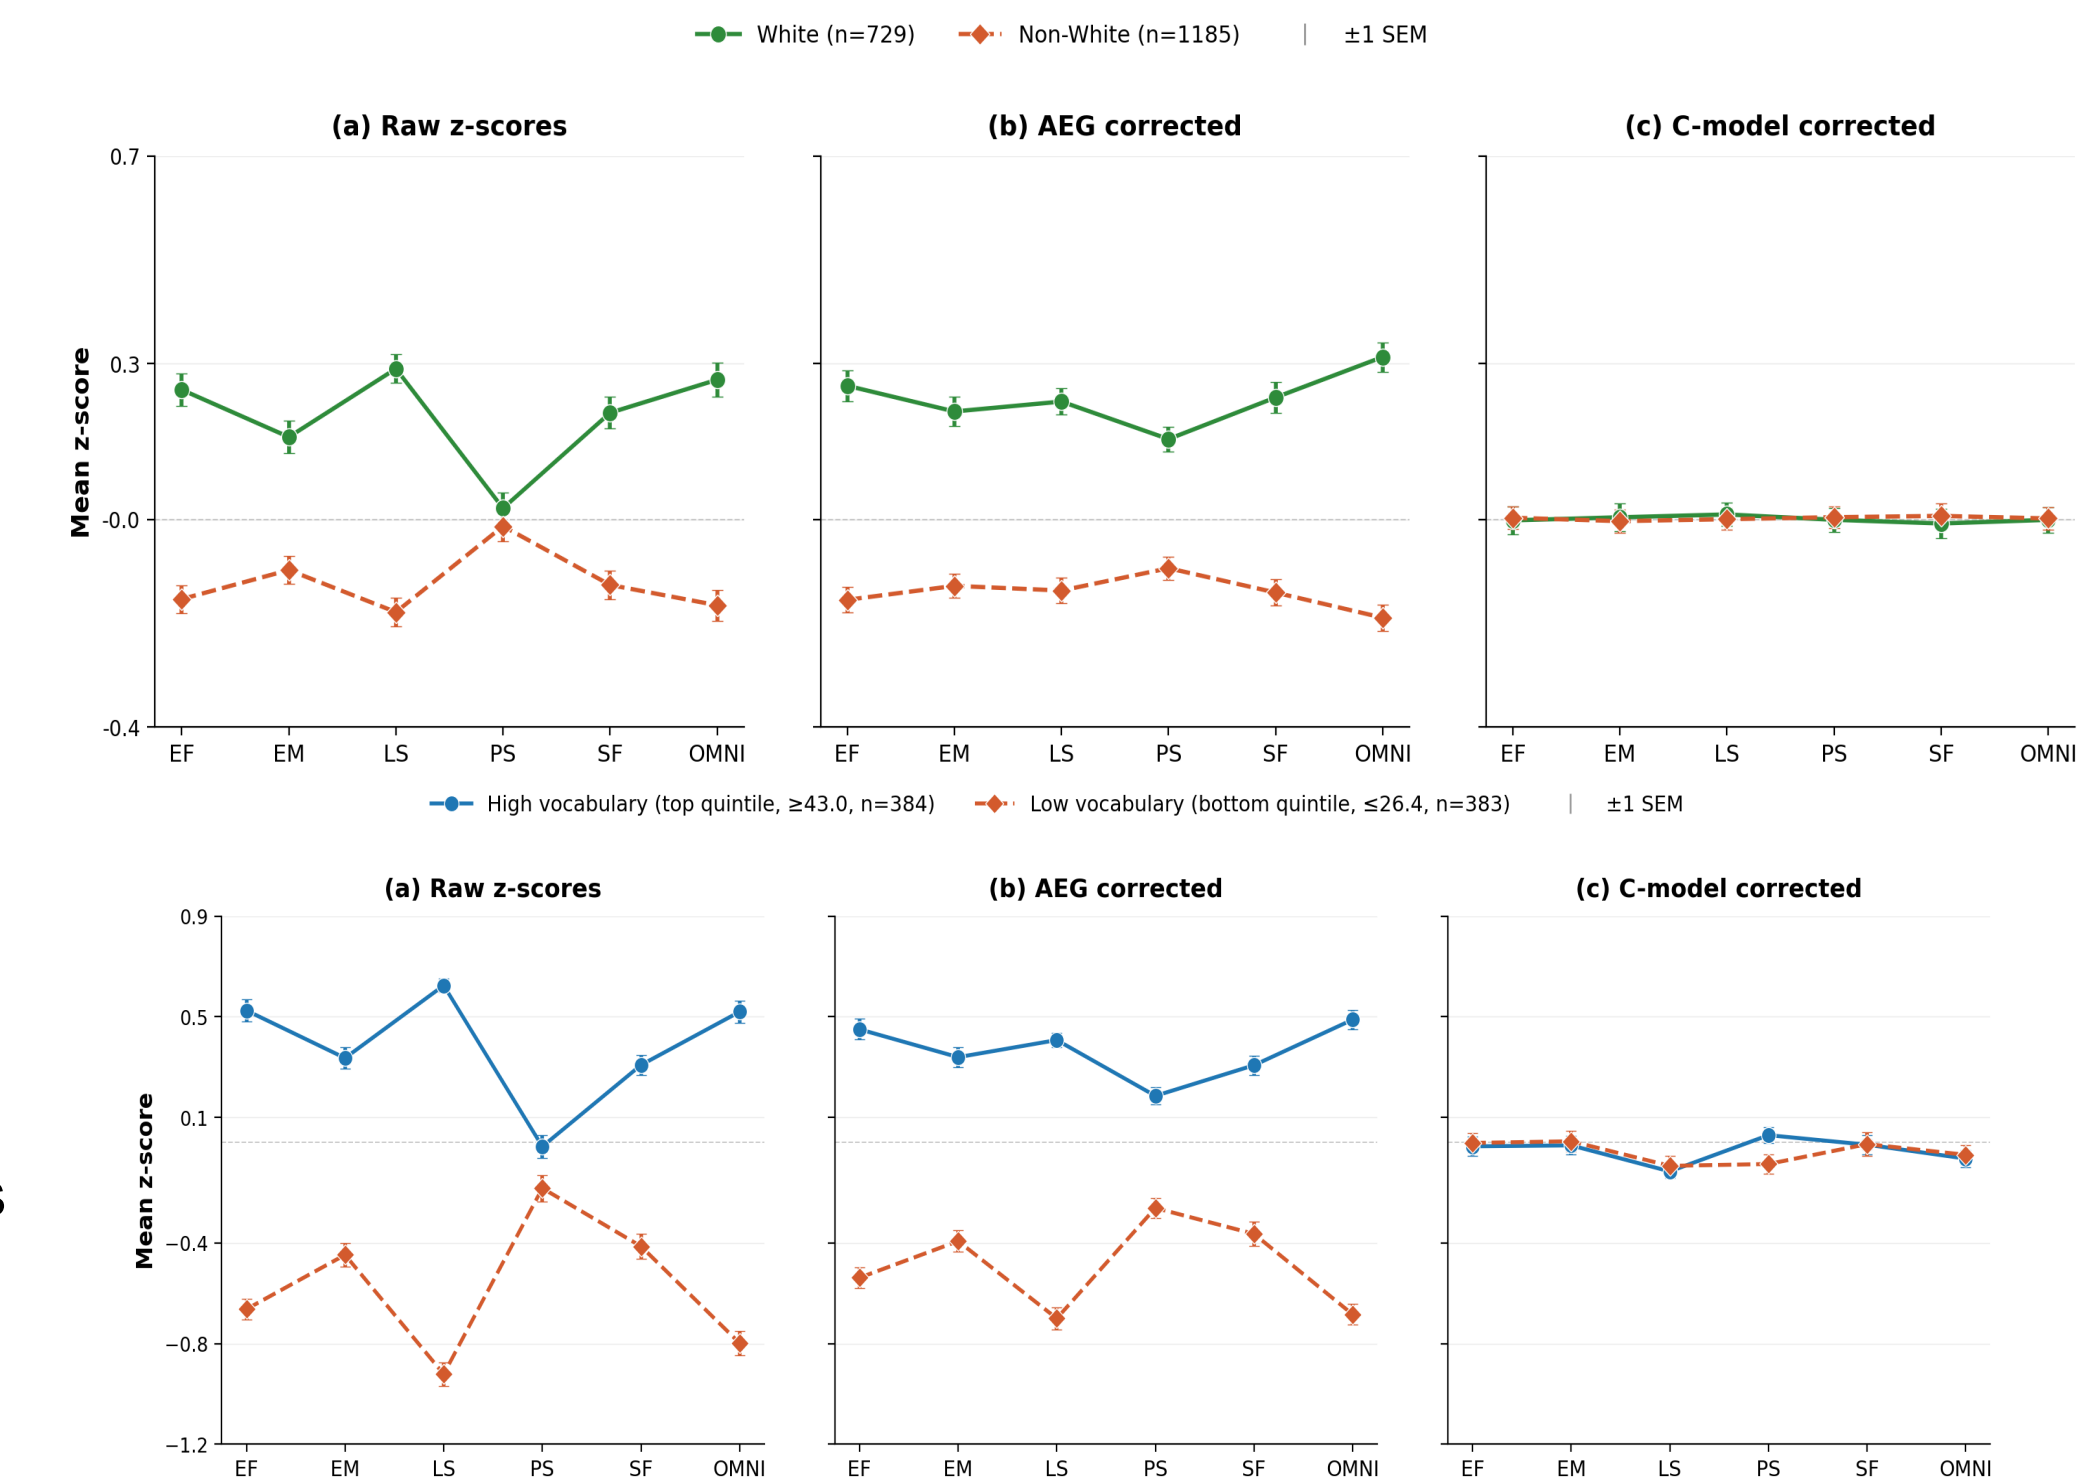 White (n=729) Non-White (n=1185) ±1 SEM
(a) Raw z-scores (b) AEG corrected (c) C-model corrected
Mean z-score
0.7
0.3
-0.0
-0.4
EF EM LS PS SF OMNI EF EM LS PS SF OMNI EF EM LS PS SF OMNI
High vocabulary (top quintile, ≥43.0, n=384) Low vocabulary (bottom quintile, ≤26.4, n=383) ±1 SEM
(a) Raw z-scores (b) AEG corrected (c) C-model corrected
Mean z-score
0.9
0.5
0.1
−0.4
−0.8
−1.2
EF EM LS PS SF OMNI EF EM LS PS SF OMNI EF EM LS PS SF OMNI